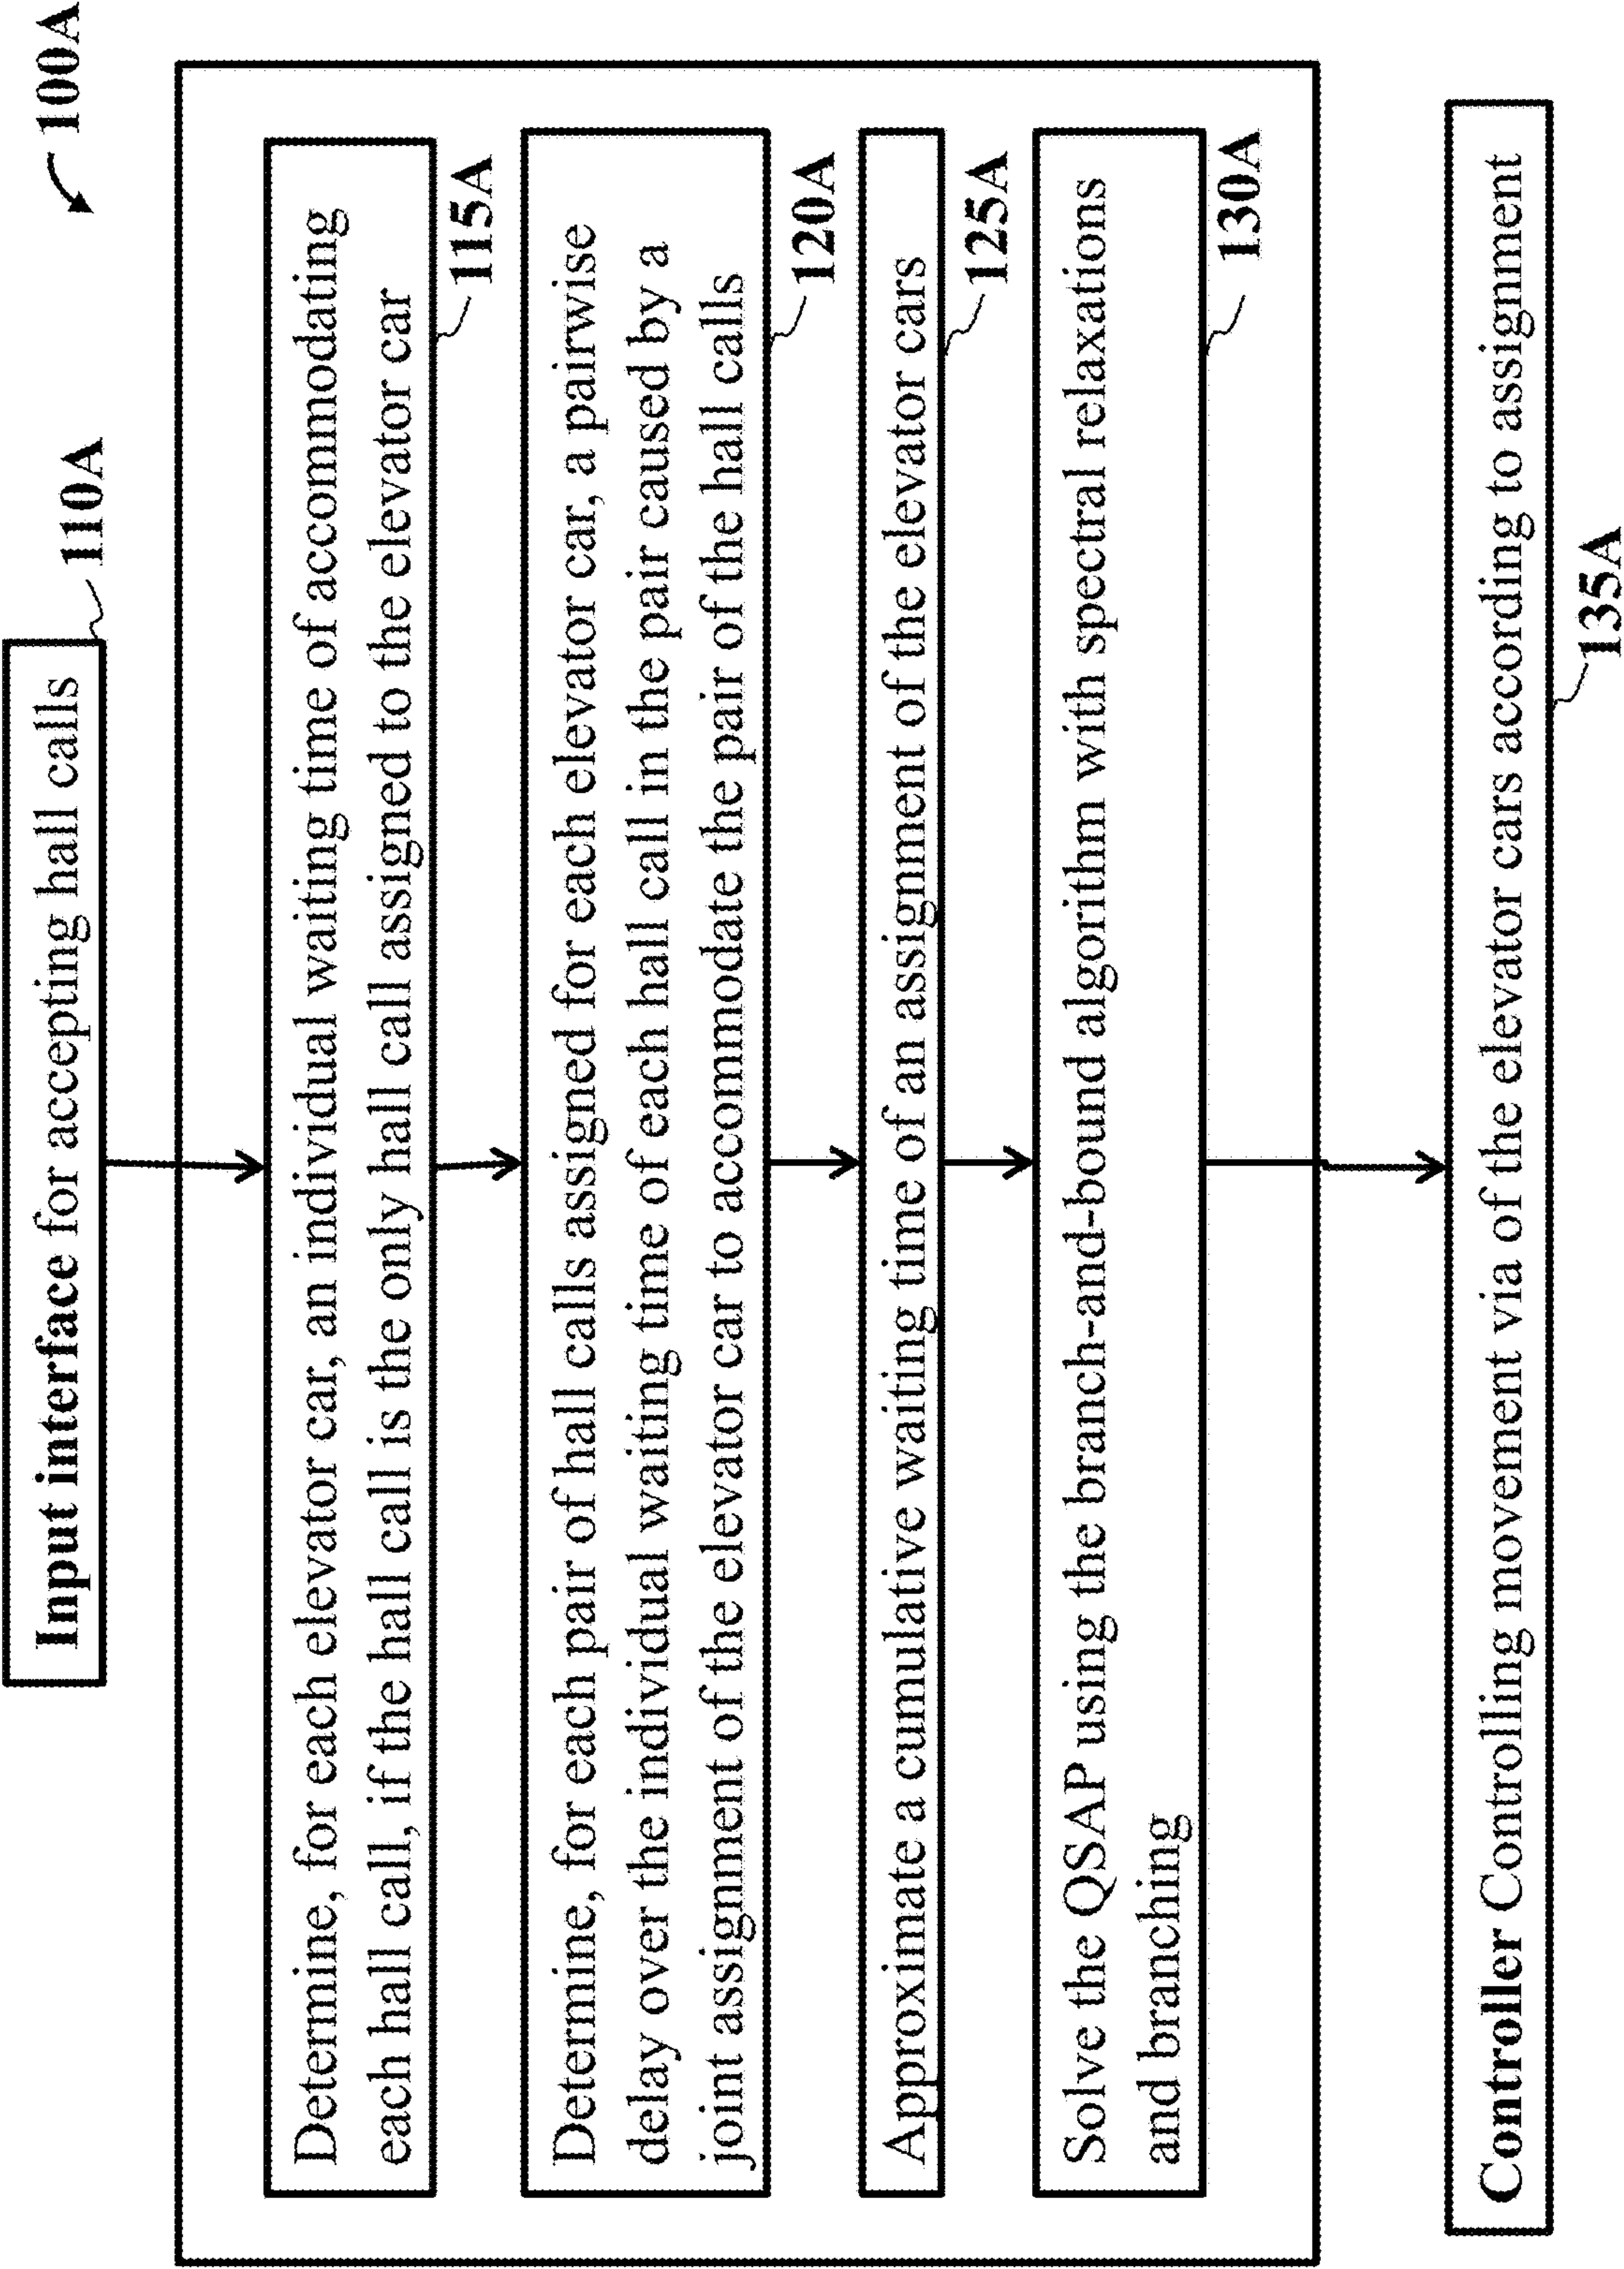 100A
Input interface for accepting hall calls
110A
Determine, for each elevator car, an individual waiting time of accommodating
each hall call, if the hall call is the only hall call assigned to the elevator car
115A
Determine, for each pair of hall calls assigned for each elevator car, a pairwise
delay over the individual waiting time of each hall call in the pair caused by a
joint assignment of the elevator car to accommodate the pair of the hall calls
120A
Approximate a cumulative waiting time of an assignment of the elevator cars
125A
Solve the QSAP using the branch-and-bound algorithm with spectral relaxations
and branching
130A
Controller Controlling movement via of the elevator cars according to assignment
135A